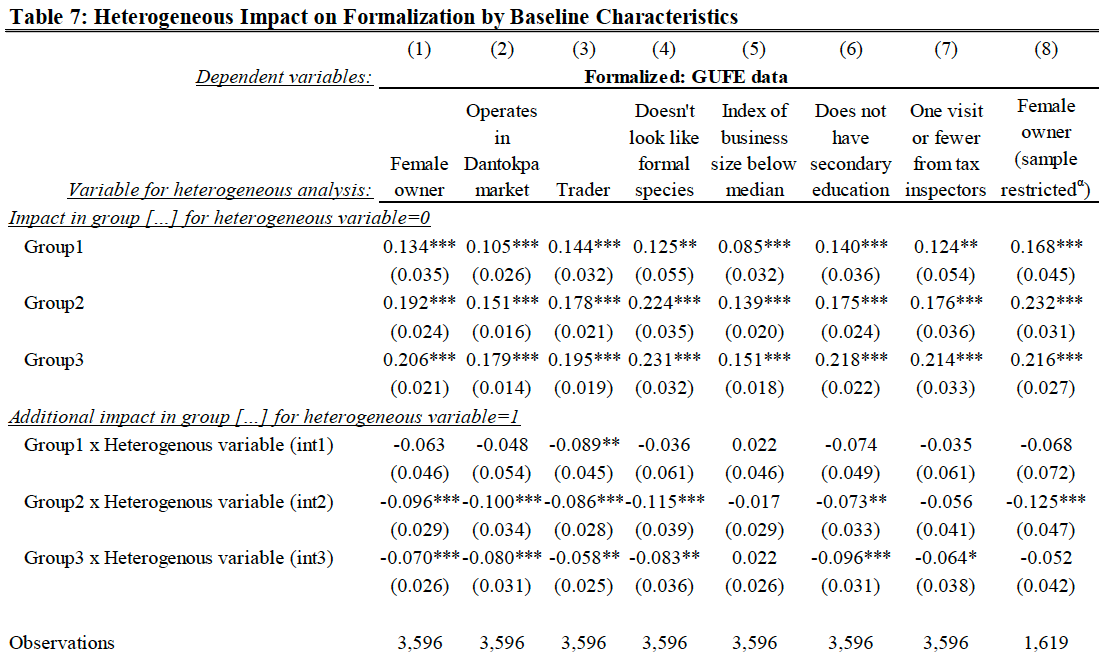 Table 7: Heterogeneous Impact on Formalization by Baseline Characteristics
(1) (2) (3) (4) (5) (6) (7) (8)
Dependent variables: Formalized: GUFE data
Variable for heterogeneous analysis: Female owner Operates in Dantokpa market Trader Doesn't look like formal species Index of business size below median Does not have secondary education One visit or fewer from tax inspectors Female owner (sample restrictedα)
Impact in group [...] for heterogeneous variable=0
Group1 0.134*** 0.105*** 0.144*** 0.125** 0.085*** 0.140*** 0.124** 0.168***
(0.035) (0.026) (0.032) (0.055) (0.032) (0.036) (0.054) (0.045)
Group2 0.192*** 0.151*** 0.178*** 0.224*** 0.139*** 0.175*** 0.176*** 0.232***
(0.024) (0.016) (0.021) (0.035) (0.020) (0.024) (0.036) (0.031)
Group3 0.206*** 0.179*** 0.195*** 0.231*** 0.151*** 0.218*** 0.214*** 0.216***
(0.021) (0.014) (0.019) (0.032) (0.018) (0.022) (0.033) (0.027)
Additional impact in group [...] for heterogeneous variable=1
Group1 x Heterogenous variable (int1) -0.063 -0.048 -0.089** -0.036 0.022 -0.074 -0.035 -0.068
(0.046) (0.054) (0.045) (0.061) (0.046) (0.049) (0.061) (0.072)
Group2 x Heterogenous variable (int2) -0.096*** -0.100*** -0.086*** -0.115*** -0.017 -0.073** -0.056 -0.125***
(0.029) (0.034) (0.028) (0.039) (0.029) (0.033) (0.041) (0.047)
Group3 x Heterogenous variable (int3) -0.070*** -0.080*** -0.058** -0.083** 0.022 -0.096*** -0.064* -0.052
(0.026) (0.031) (0.025) (0.036) (0.026) (0.031) (0.038) (0.042)
Observations 3,596 3,596 3,596 3,596 3,596 3,596 3,596 1,619